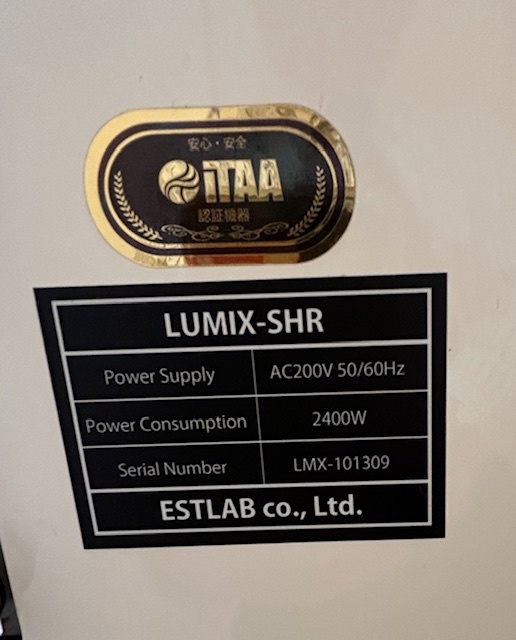 安心・安全
iTAA
認証機器
LUMIX-SHR
Power Supply AC200V 50/60Hz
Power Consumption 2400W
Serial Number LMX-101309
ESTLAB co., Ltd.